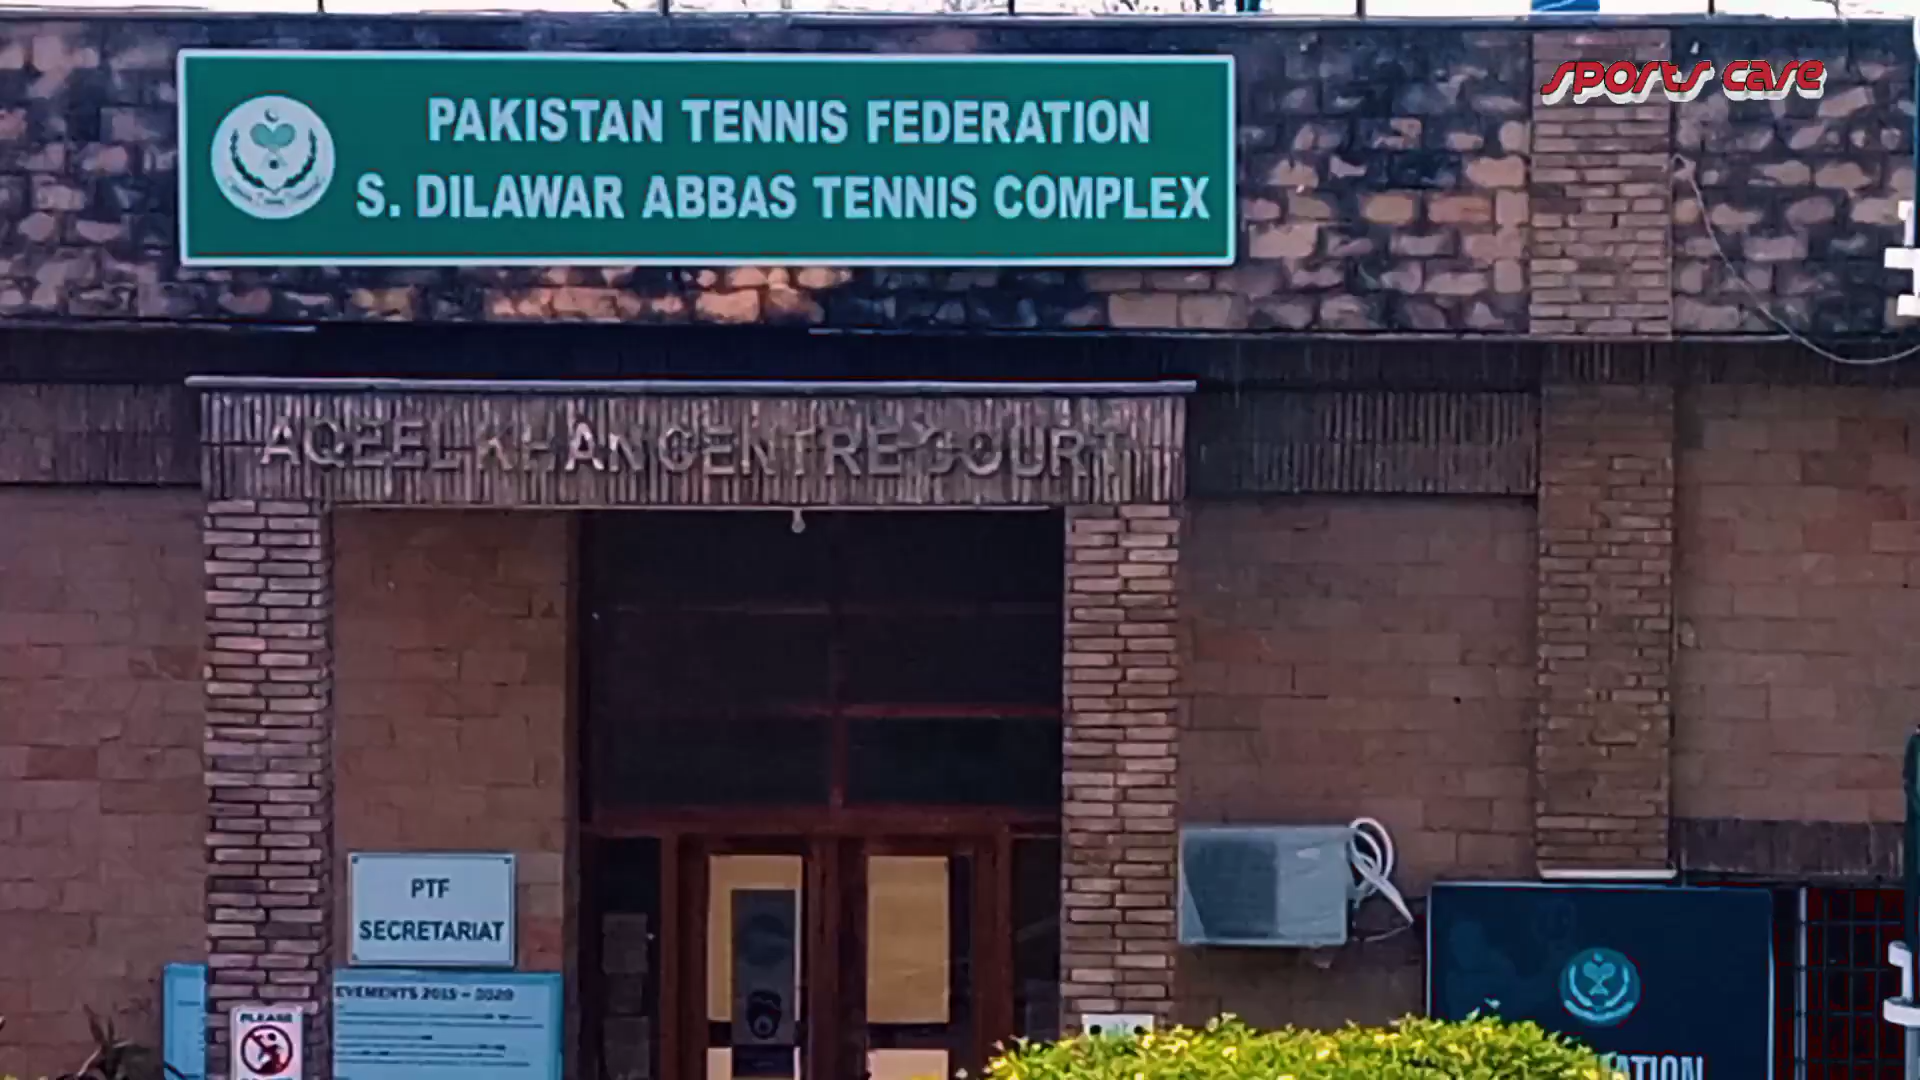 sports case
PAKISTAN TENNIS FEDERATION
S. DILAWAR ABBAS TENNIS COMPLEX
AQEEL KHAN CENTRE COURT
PTF
SECRETARIAT
EVEMENTS 2015 - 2020
PLEASE
ATION